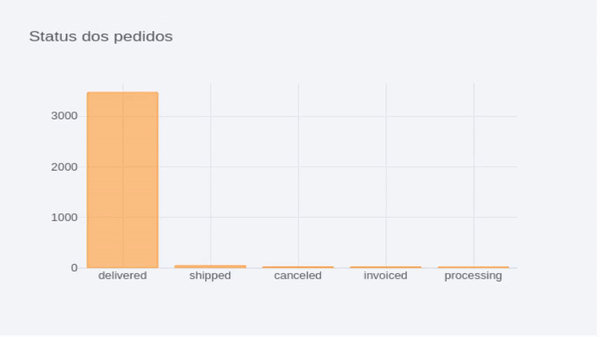 Status dos pedidos
3000
2000
1000
0
delivered shipped canceled invoiced processing